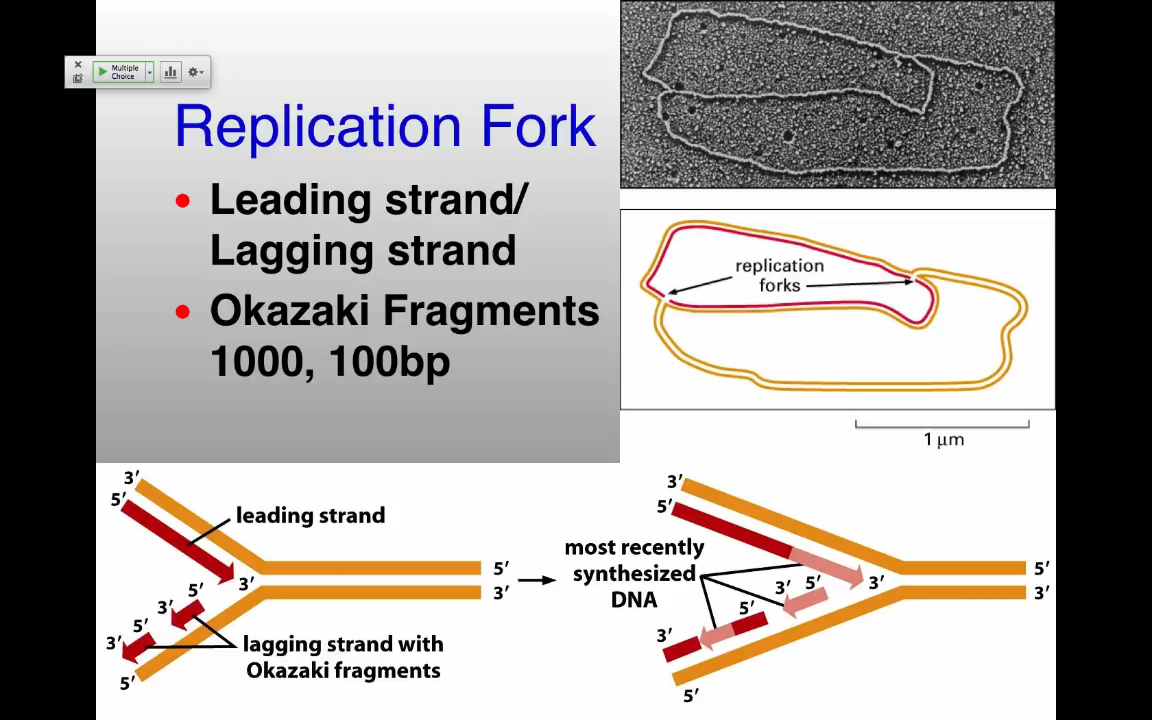 Multiple
Choice
Replication Fork
• Leading strand/
Lagging strand
• Okazaki Fragments
1000, 100bp
replication
forks
1 μm
3′
5′
leading strand
5′
3′
3′
5′
3′
5′
3′
lagging strand with
Okazaki fragments
5′
3′
5′
most recently
synthesized
DNA
5′
3′
3′
3′
5′
5′
3′
5′